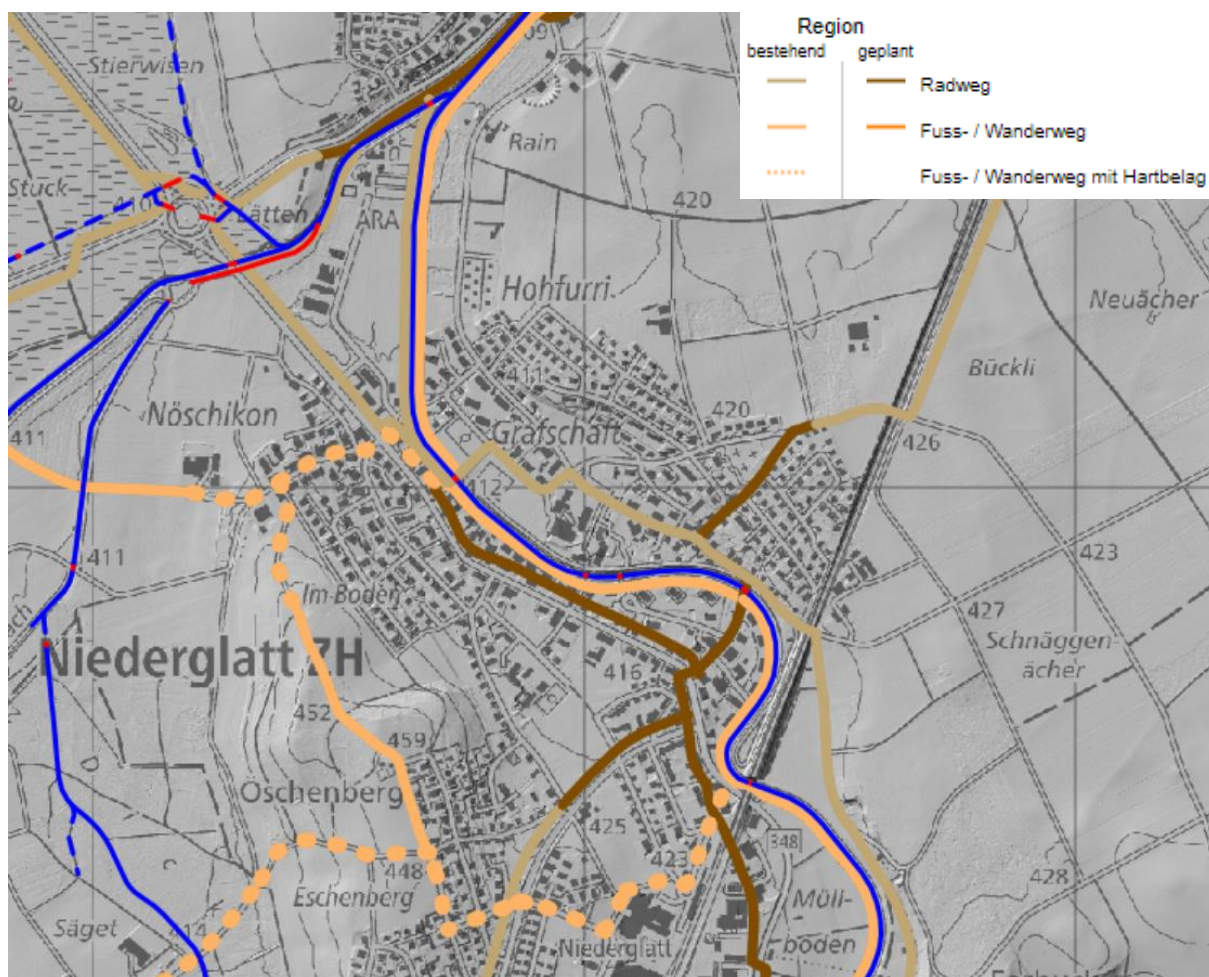 Region
bestehend geplant
Radweg
Fuss- / Wanderweg
Fuss- / Wanderweg mit Hartbelag
Stierwisen
Rain
Stuck
410
Lätten
420
ARA
Hohfurri
Neuächer
411
Bückli
Nöschikon
420
411
Grafschaft
426
412
423
411
Im Boden
427
Niederglatt ZH
Schnäggen-
ächer
416
452
459
Oschenberg
425
348
423
448
428
Eschenberg
Müll-
boden
Säget
414
Niederglatt